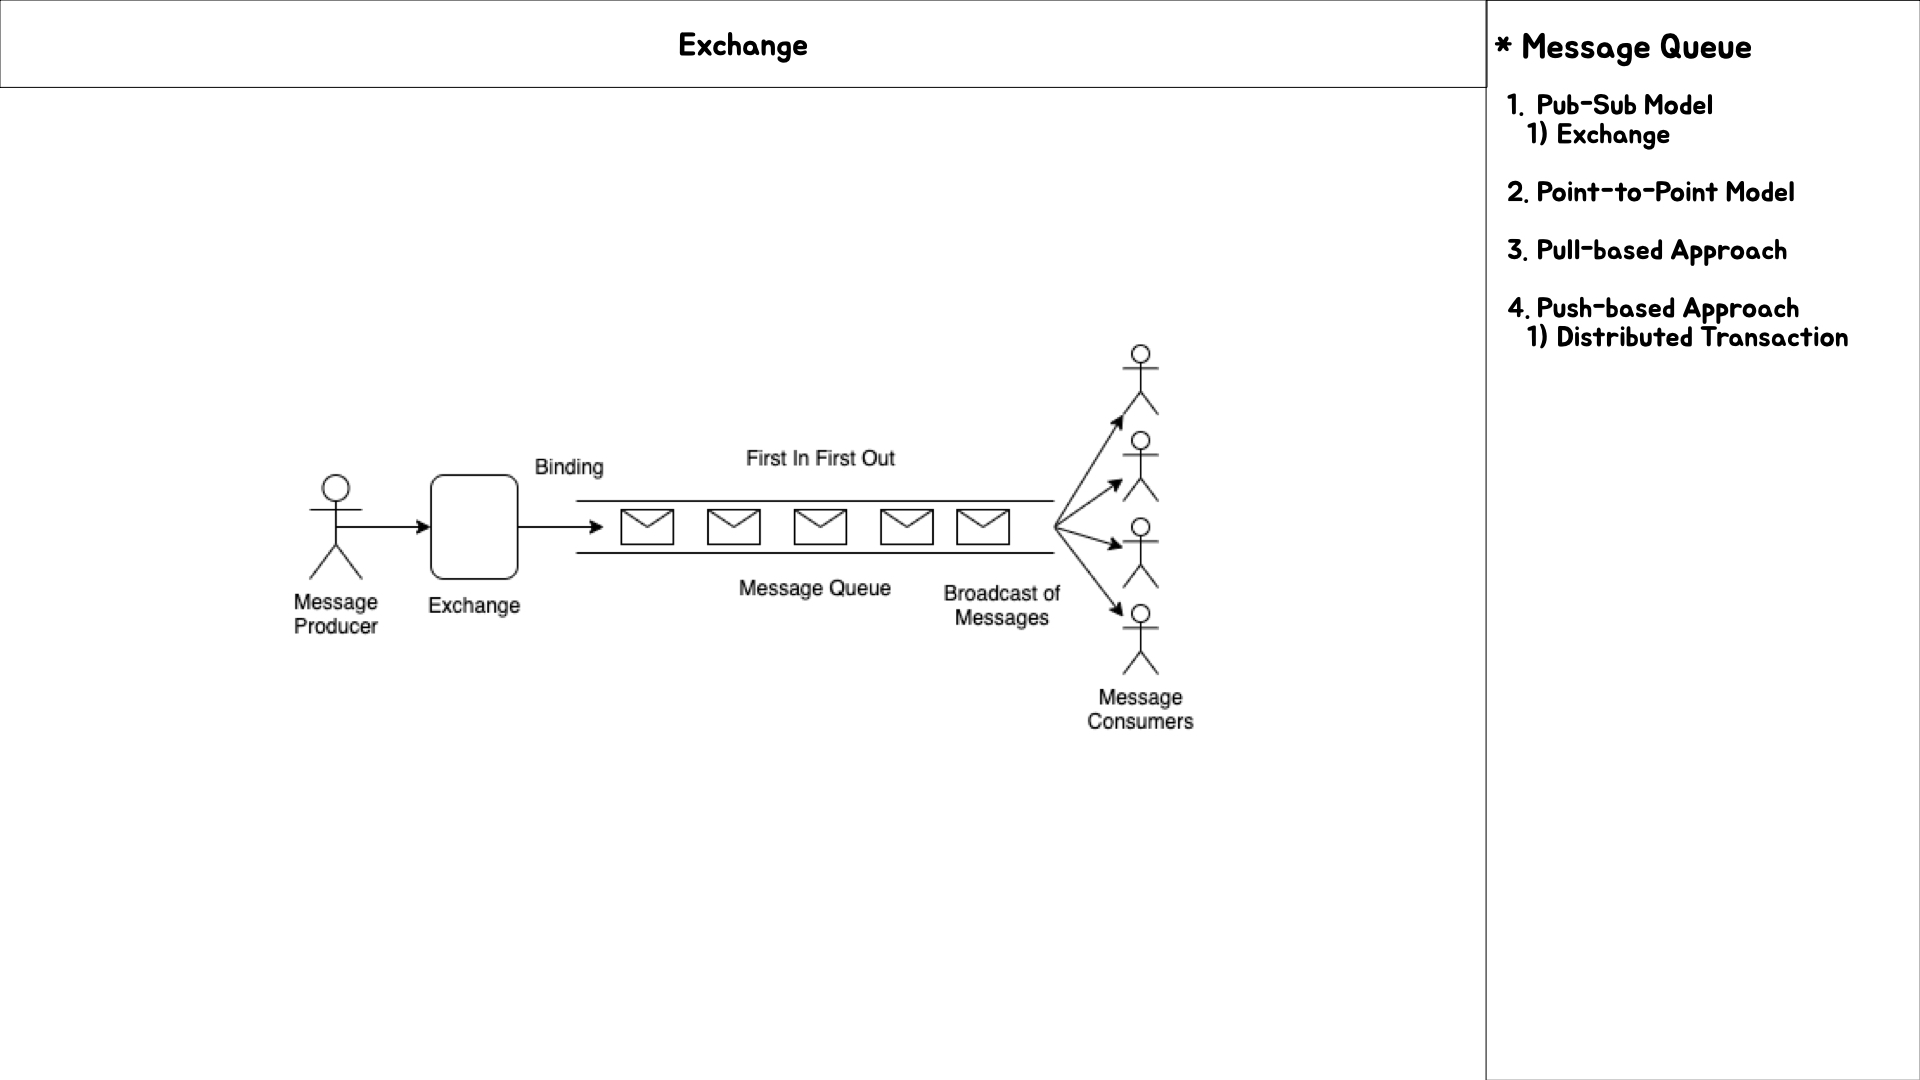 Exchange
* Message Queue
1. Pub-Sub Model
1) Exchange
2. Point-to-Point Model
3. Pull-based Approach
4. Push-based Approach
1) Distributed Transaction
Binding
First In First Out
Message
Producer
Exchange
Message Queue
Broadcast of
Messages
Message
Consumers